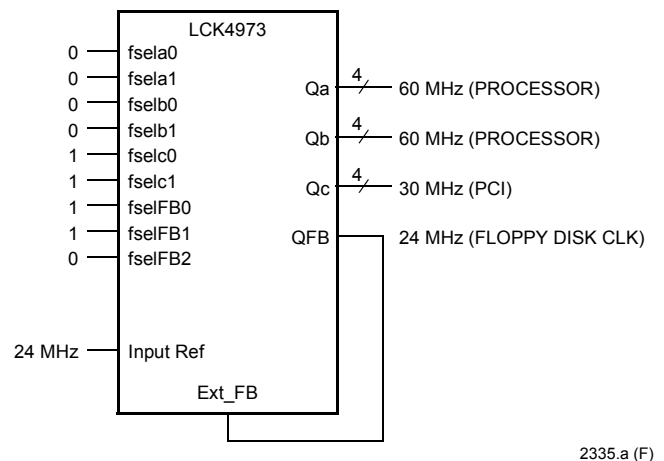 LCK4973
0 fsela0
0 fsela1
0 fselb0
0 fselb1
1 fselc0
1 fselc1
1 fselFB0
1 fselFB1
0 fselFB2
Qa 4 60 MHz (PROCESSOR)
Qb 4 60 MHz (PROCESSOR)
Qc 4 30 MHz (PCI)
QFB 24 MHz (FLOPPY DISK CLK)
24 MHz Input Ref
Ext_FB
2335.a (F)